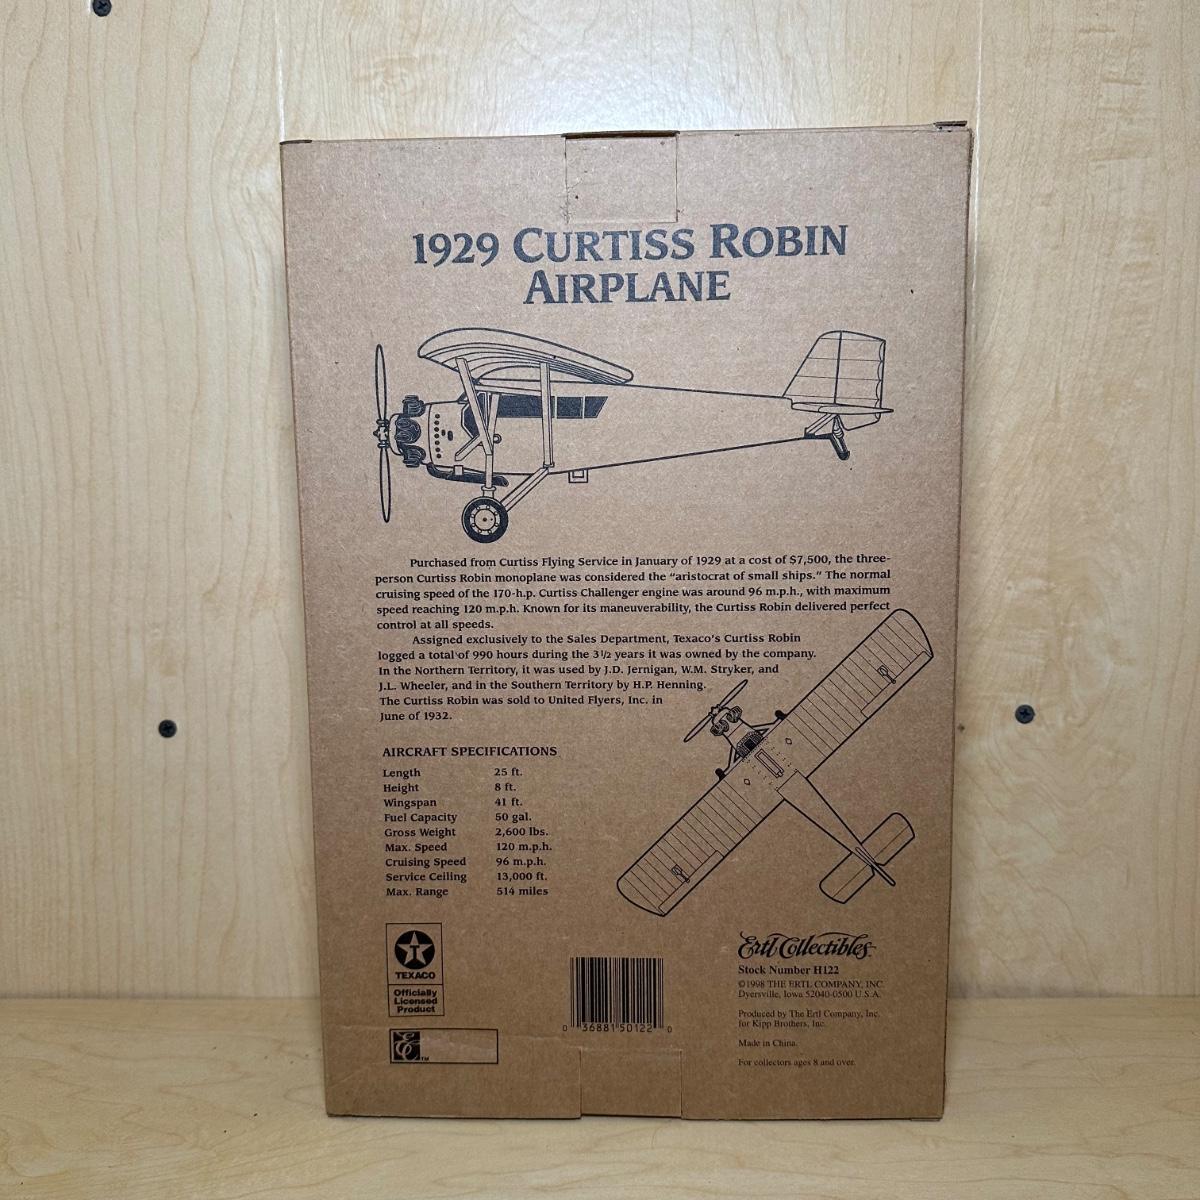 1929 CURTISS ROBIN
AIRPLANE
Purchased from Curtiss Flying Service in January of 1929 at a cost of $7,500, the three-
person Curtiss Robin monoplane was considered the "aristocrat of small ships." The normal
cruising speed of the 170-h.p. Curtiss Challenger engine was around 96 m.p.h., with maximum
speed reaching 120 m.p.h. Known for its maneuverability, the Curtiss Robin delivered perfect
control at all speeds.
Assigned exclusively to the Sales Department, Texaco's Curtiss Robin
logged a total of 990 hours during the 3 1/2 years it was owned by the company.
In the Northern Territory, it was used by J.D. Jernigan, W.M. Stryker, and
J.L. Wheeler, and in the Southern Territory by H.P. Henning.
The Curtiss Robin was sold to United Flyers, Inc. in
June of 1932.
AIRCRAFT SPECIFICATIONS
Length 25 ft.
Height 8 ft.
Wingspan 41 ft.
Fuel Capacity 50 gal.
Gross Weight 2,600 lbs.
Max. Speed 120 m.p.h.
Cruising Speed 96 m.p.h.
Service Ceiling 13,000 ft.
Max. Range 514 miles
T
TEXACO
Officially
Licensed
Product
TM
0 36881 50122 0
Ertl Collectibles
Stock Number H122
©1998 THE ERTL COMPANY, INC.
Dyersville, Iowa 52040-0500 U.S.A.
Produced by The Ertl Company, Inc.
for Kipp Brothers, Inc.
Made in China.
For collectors ages 8 and over.